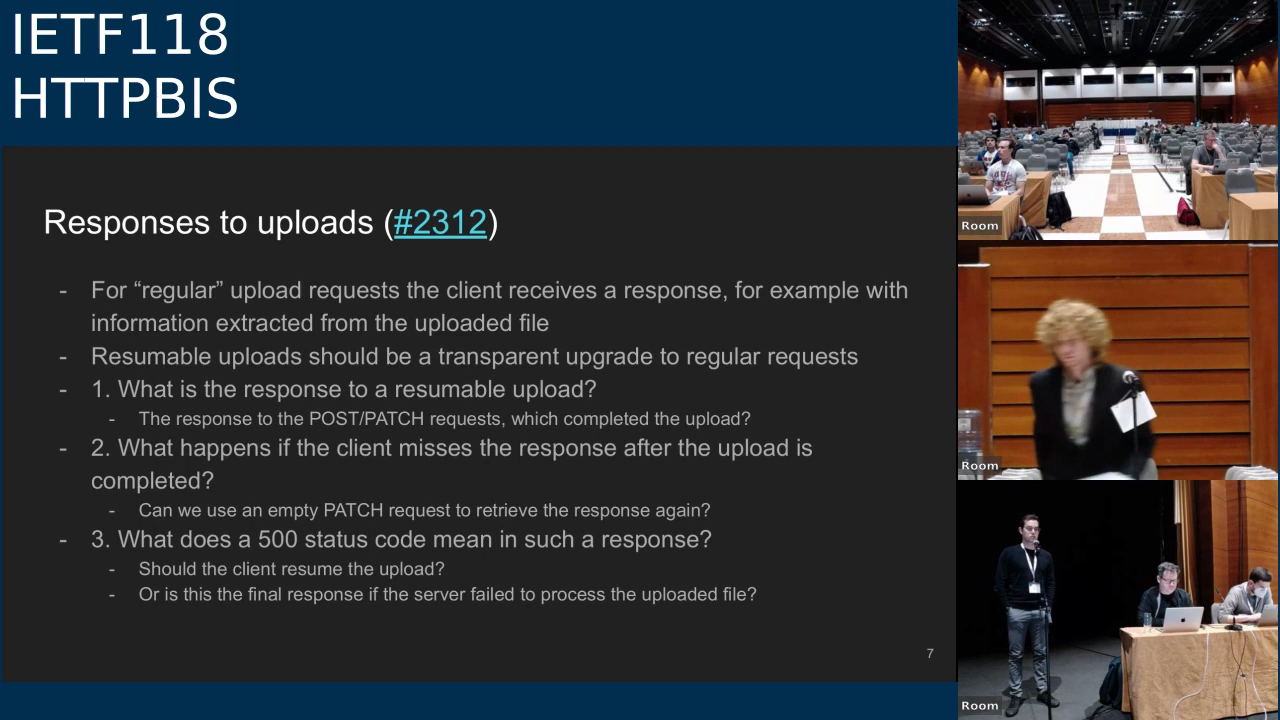 IETF118
HTTPBIS
Responses to uploads (#2312)
- For “regular” upload requests the client receives a response, for example with
information extracted from the uploaded file
- Resumable uploads should be a transparent upgrade to regular requests
- 1. What is the response to a resumable upload?
- The response to the POST/PATCH requests, which completed the upload?
- 2. What happens if the client misses the response after the upload is
completed?
- Can we use an empty PATCH request to retrieve the response again?
- 3. What does a 500 status code mean in such a response?
- Should the client resume the upload?
- Or is this the final response if the server failed to process the uploaded file?
7
Room
Room
Room